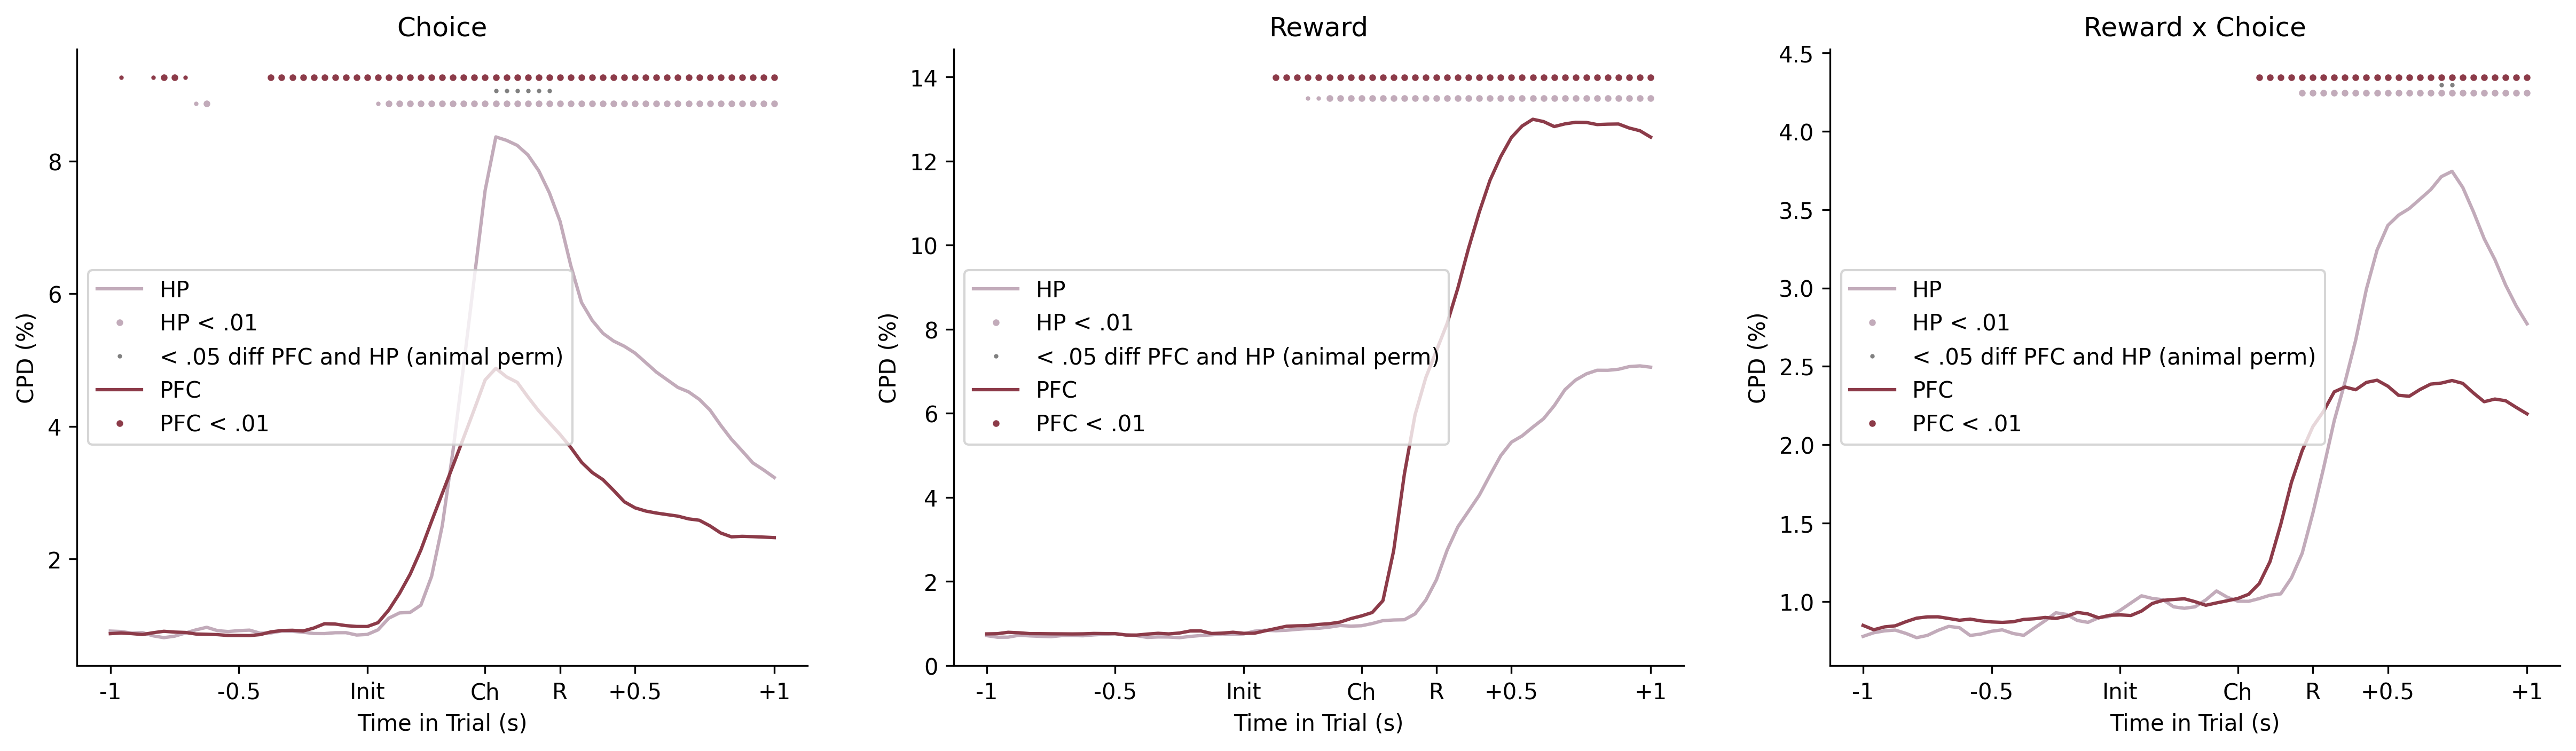 Choice
8
6
4
2
CPD (%)
HP
HP < .01
< .05 diff PFC and HP (animal perm)
PFC
PFC < .01
-1 -0.5 Init Ch R +0.5 +1
Time in Trial (s)
Reward
14
12
10
8
6
4
2
0
CPD (%)
HP
HP < .01
< .05 diff PFC and HP (animal perm)
PFC
PFC < .01
-1 -0.5 Init Ch R +0.5 +1
Time in Trial (s)
Reward x Choice
4.5
4.0
3.5
3.0
2.5
2.0
1.5
1.0
CPD (%)
HP
HP < .01
< .05 diff PFC and HP (animal perm)
PFC
PFC < .01
-1 -0.5 Init Ch R +0.5 +1
Time in Trial (s)